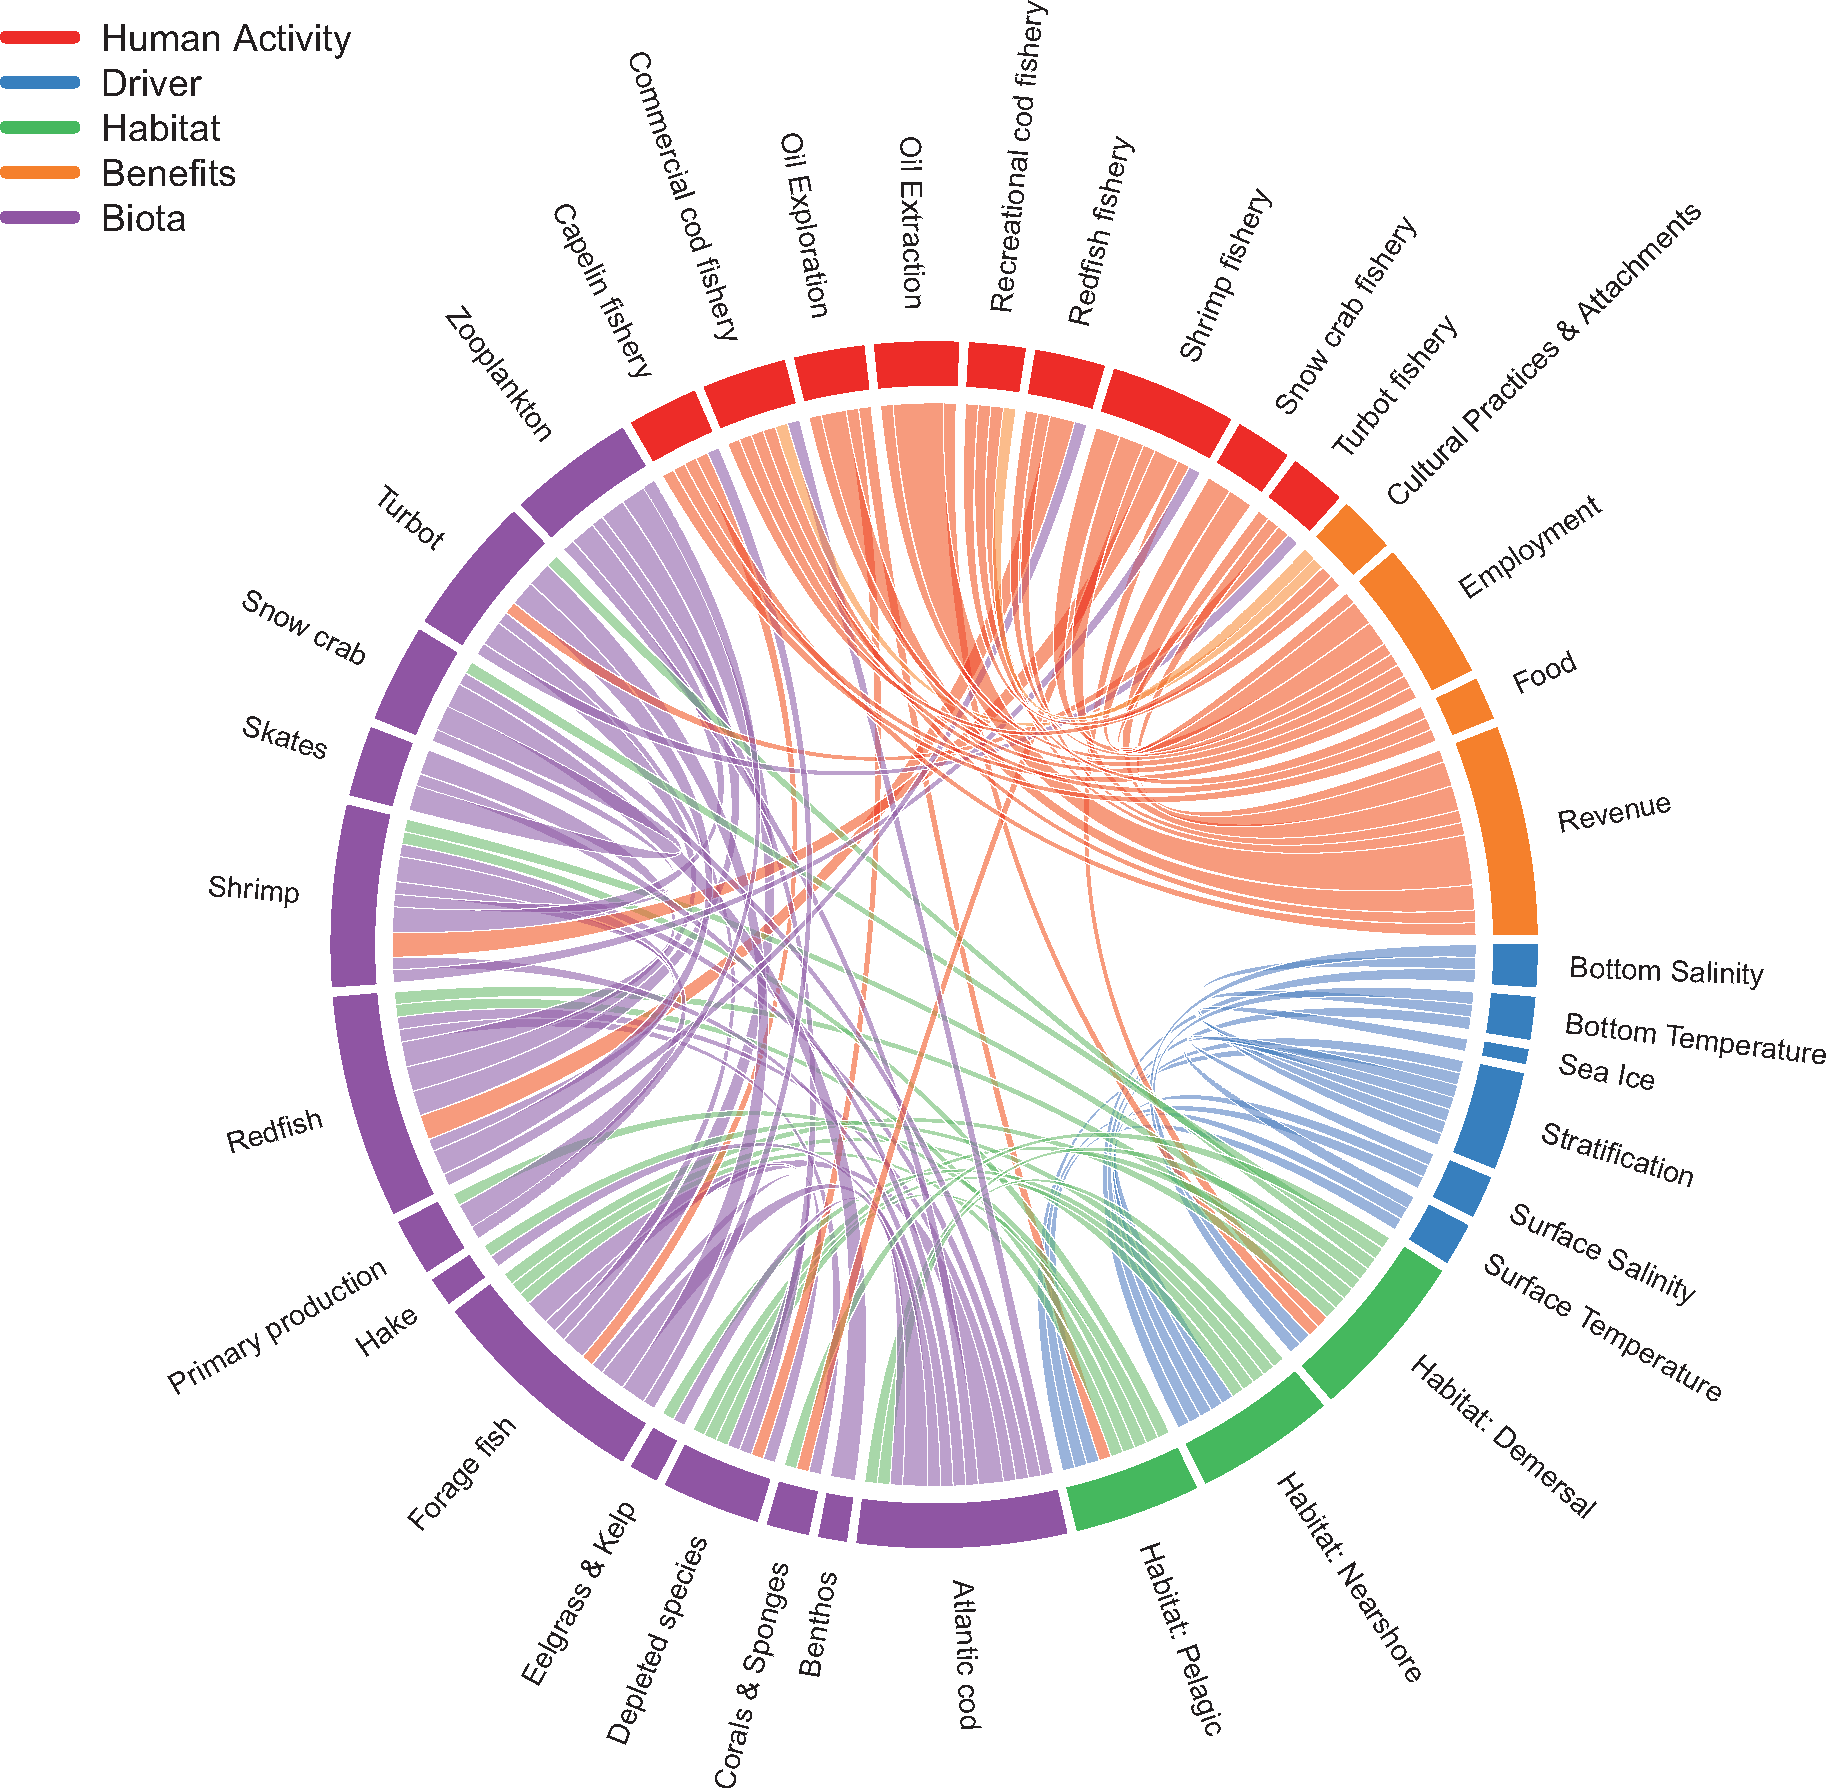 Human Activity
Driver
Habitat
Benefits
Biota
Capelin fishery
Commercial cod fishery
Oil Exploration
Oil Extraction
Recreational cod fishery
Redfish fishery
Shrimp fishery
Snow crab fishery
Turbot fishery
Cultural Practices & Attachments
Employment
Food
Revenue
Bottom Salinity
Bottom Temperature
Sea Ice
Stratification
Surface Salinity
Surface Temperature
Habitat: Demersal
Habitat: Nearshore
Habitat: Pelagic
Atlantic cod
Benthos
Corals & Sponges
Depleted species
Eelgrass & Kelp
Forage fish
Hake
Primary production
Redfish
Shrimp
Skates
Snow crab
Turbot
Zooplankton